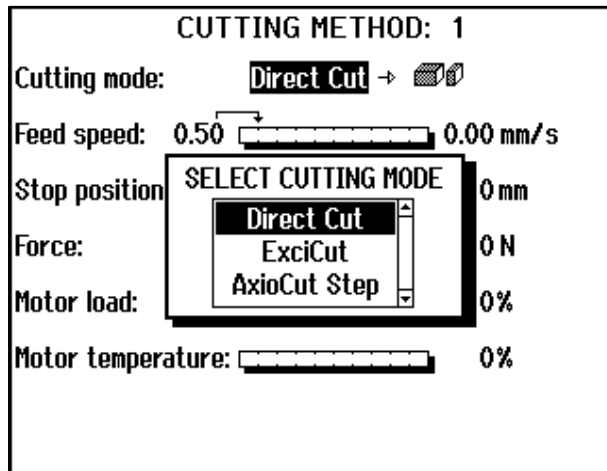 CUTTING METHOD: 1
Cutting mode: Direct Cut
Feed speed: 0.50 0.00 mm/s
Stop position 0 mm
SELECT CUTTING MODE
Direct Cut
ExciCut
AxioCut Step
Force: 0 N
Motor load: 0%
Motor temperature: 0%